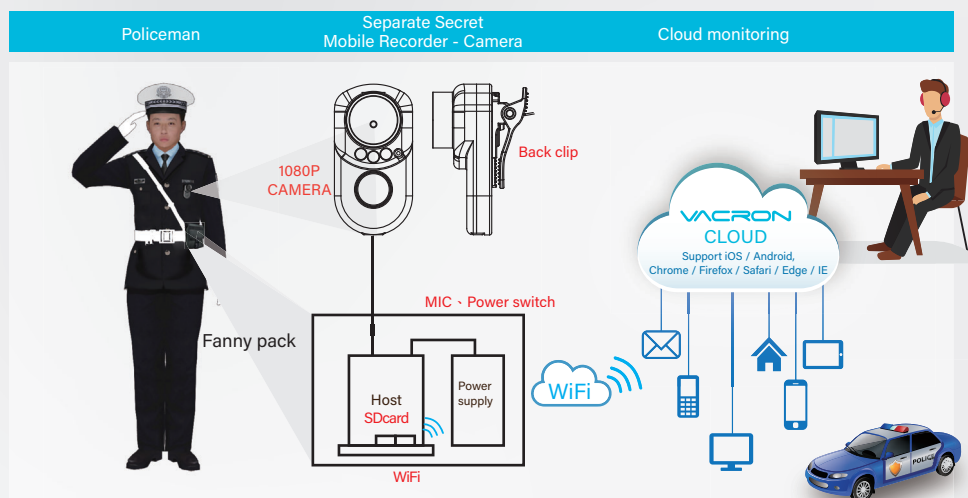 Policeman
Separate Secret
Mobile Recorder - Camera
Cloud monitoring
1080P
CAMERA
Back clip
VACRON
CLOUD
Support iOS / Android,
Chrome / Firefox / Safari / Edge / IE
MIC、Power switch
Fanny pack
Host
SDcard
Power
supply
WiFi
WiFi
POLICE